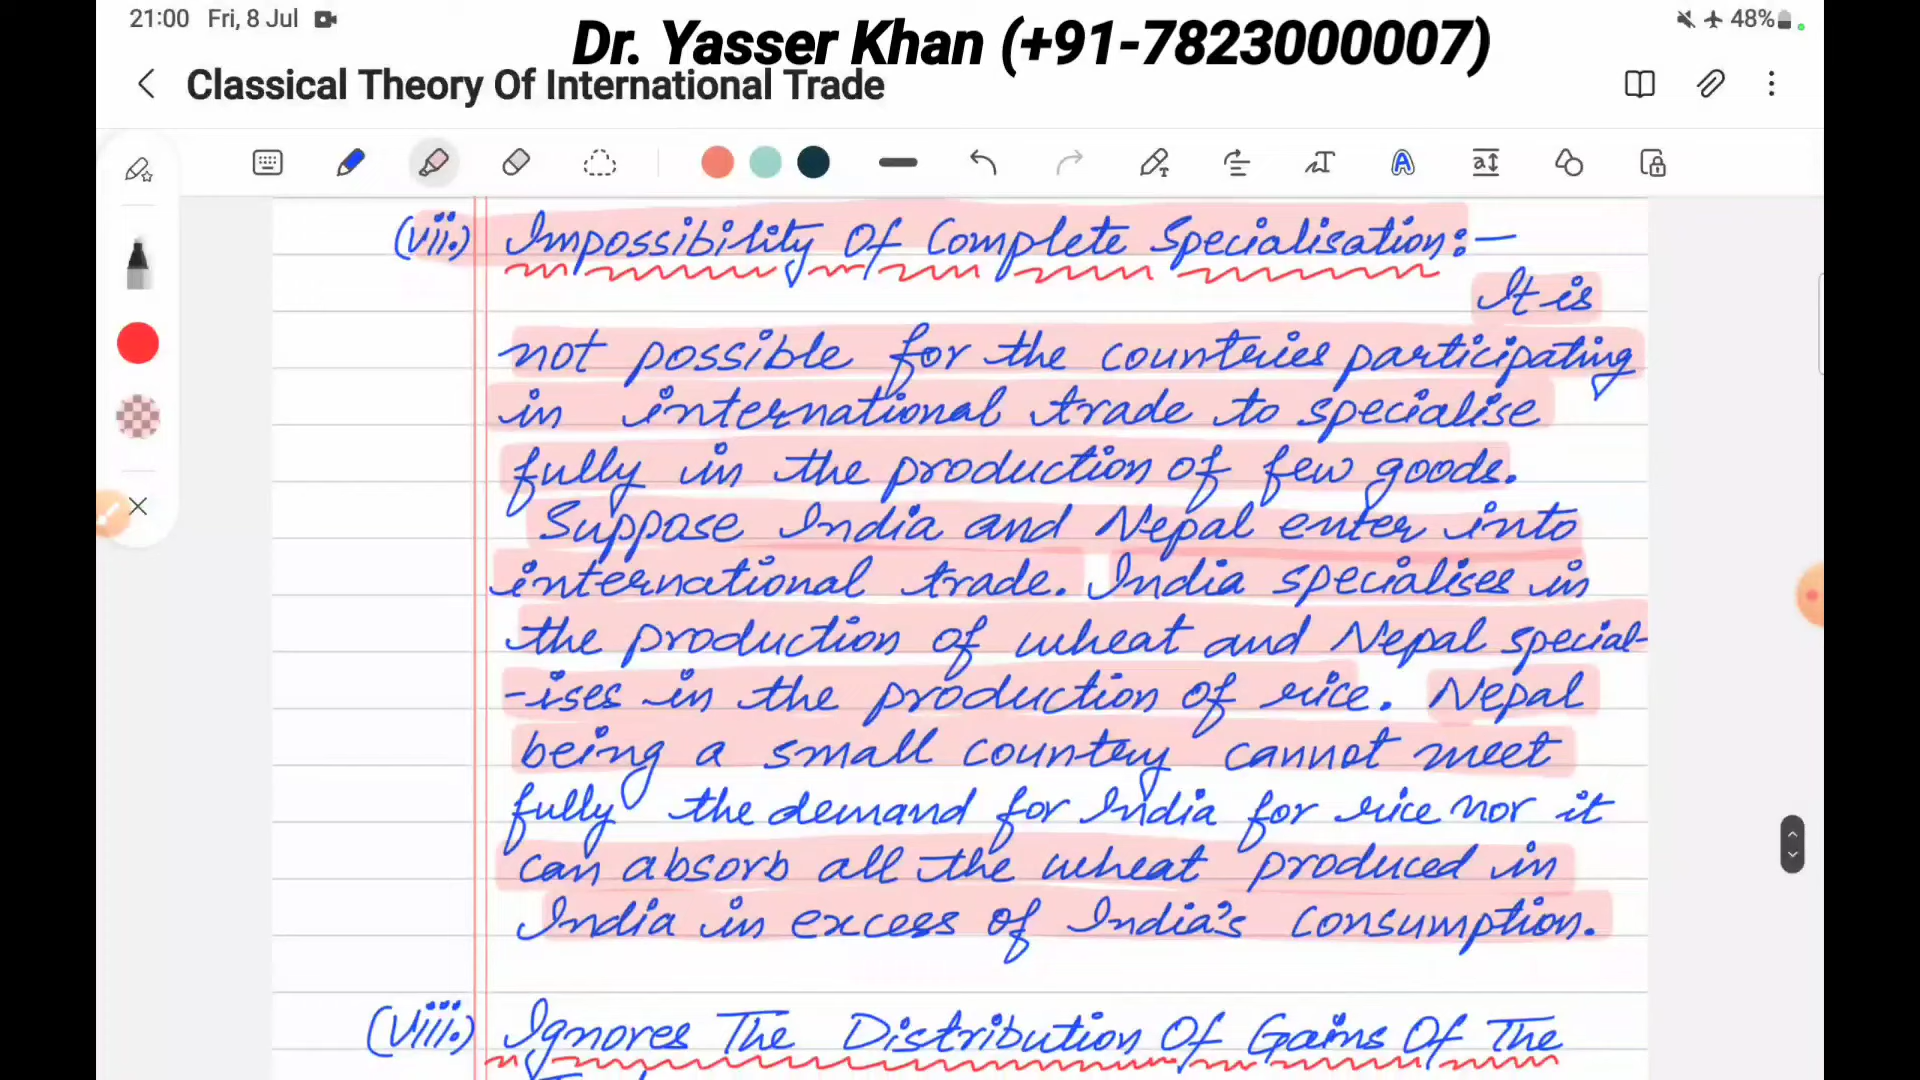 21:00 Fri, 8 Jul
48%
Dr. Yasser Khan (+91-7823000007)
Classical Theory Of International Trade
(vii.) Impossibility Of Complete Specialisation:-
It is
not possible for the countries participating
in international trade to specialise
fully in the production of few goods.
Suppose India and Nepal enter into
international trade. India specialises in
the production of wheat and Nepal special-
-ises in the production of rice. Nepal
being a small country cannot meet
fully the demand for India for rice nor it
can absorb all the wheat produced in
India in excess of India's consumption.
(viii.) Ignores The Distribution Of Gains Of The